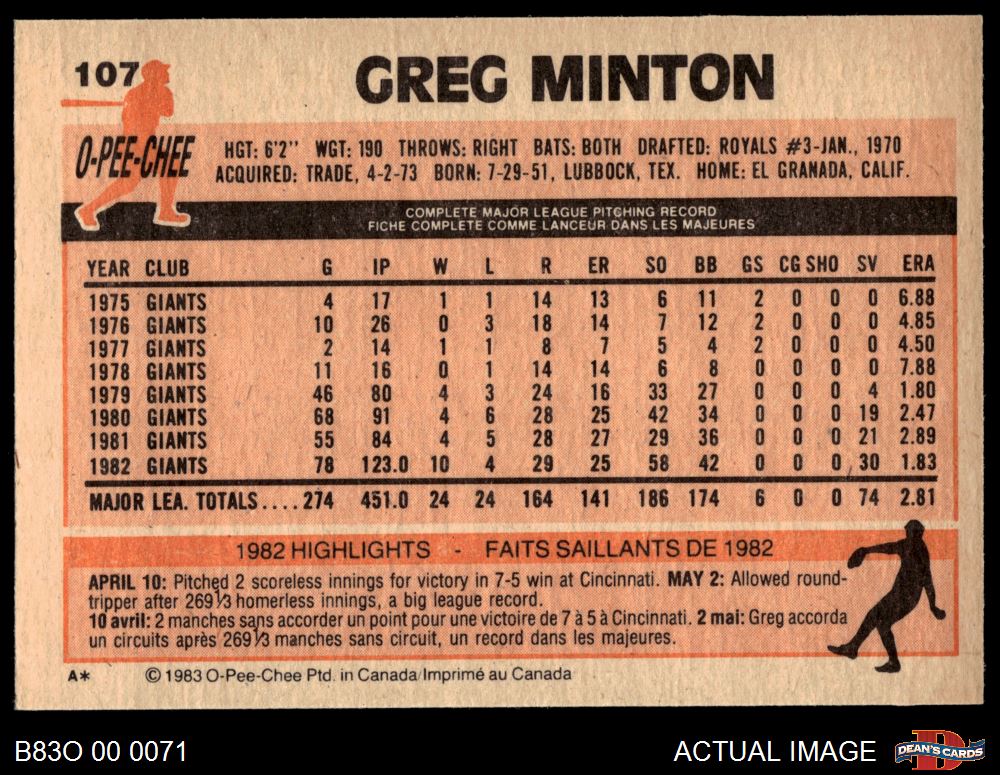 107 GREG MINTON
O-PEE-CHEE
HGT: 6'2" WGT: 190 THROWS: RIGHT BATS: BOTH DRAFTED: ROYALS #3-JAN., 1970
ACQUIRED: TRADE, 4-2-73 BORN: 7-29-51, LUBBOCK, TEX. HOME: EL GRANADA, CALIF.
COMPLETE MAJOR LEAGUE PITCHING RECORD
FICHE COMPLETE COMME LANCEUR DANS LES MAJEURES
YEAR CLUB G IP W L R ER SO BB GS CG SHO SV ERA
1975 GIANTS 4 17 1 1 14 13 6 11 2 0 0 0 6.88
1976 GIANTS 10 26 0 3 18 14 7 12 2 0 0 0 4.85
1977 GIANTS 2 14 1 1 8 7 5 4 2 0 0 0 4.50
1978 GIANTS 11 16 0 1 14 14 6 8 0 0 0 0 7.88
1979 GIANTS 46 80 4 3 24 16 33 27 0 0 0 4 1.80
1980 GIANTS 68 91 4 6 28 25 42 34 0 0 0 19 2.47
1981 GIANTS 55 84 4 5 28 27 29 36 0 0 0 21 2.89
1982 GIANTS 78 123.0 10 4 29 25 58 42 0 0 0 30 1.83
MAJOR LEA. TOTALS....274 451.0 24 24 164 141 186 174 6 0 0 74 2.81
1982 HIGHLIGHTS - FAITS SAILLANTS DE 1982
APRIL 10: Pitched 2 scoreless innings for victory in 7-5 win at Cincinnati. MAY 2: Allowed round-
tripper after 269⅓ homerless innings, a big league record.
10 avril: 2 manches sans accorder un point pour une victoire de 7 à 5 à Cincinnati. 2 mai: Greg accorda
un circuits après 269⅓ manches sans circuit, un record dans les majeures.
A* © 1983 O-Pee-Chee Ptd. in Canada/Imprimé au Canada
B83O 00 0071 ACTUAL IMAGE DEAN'S CARDS